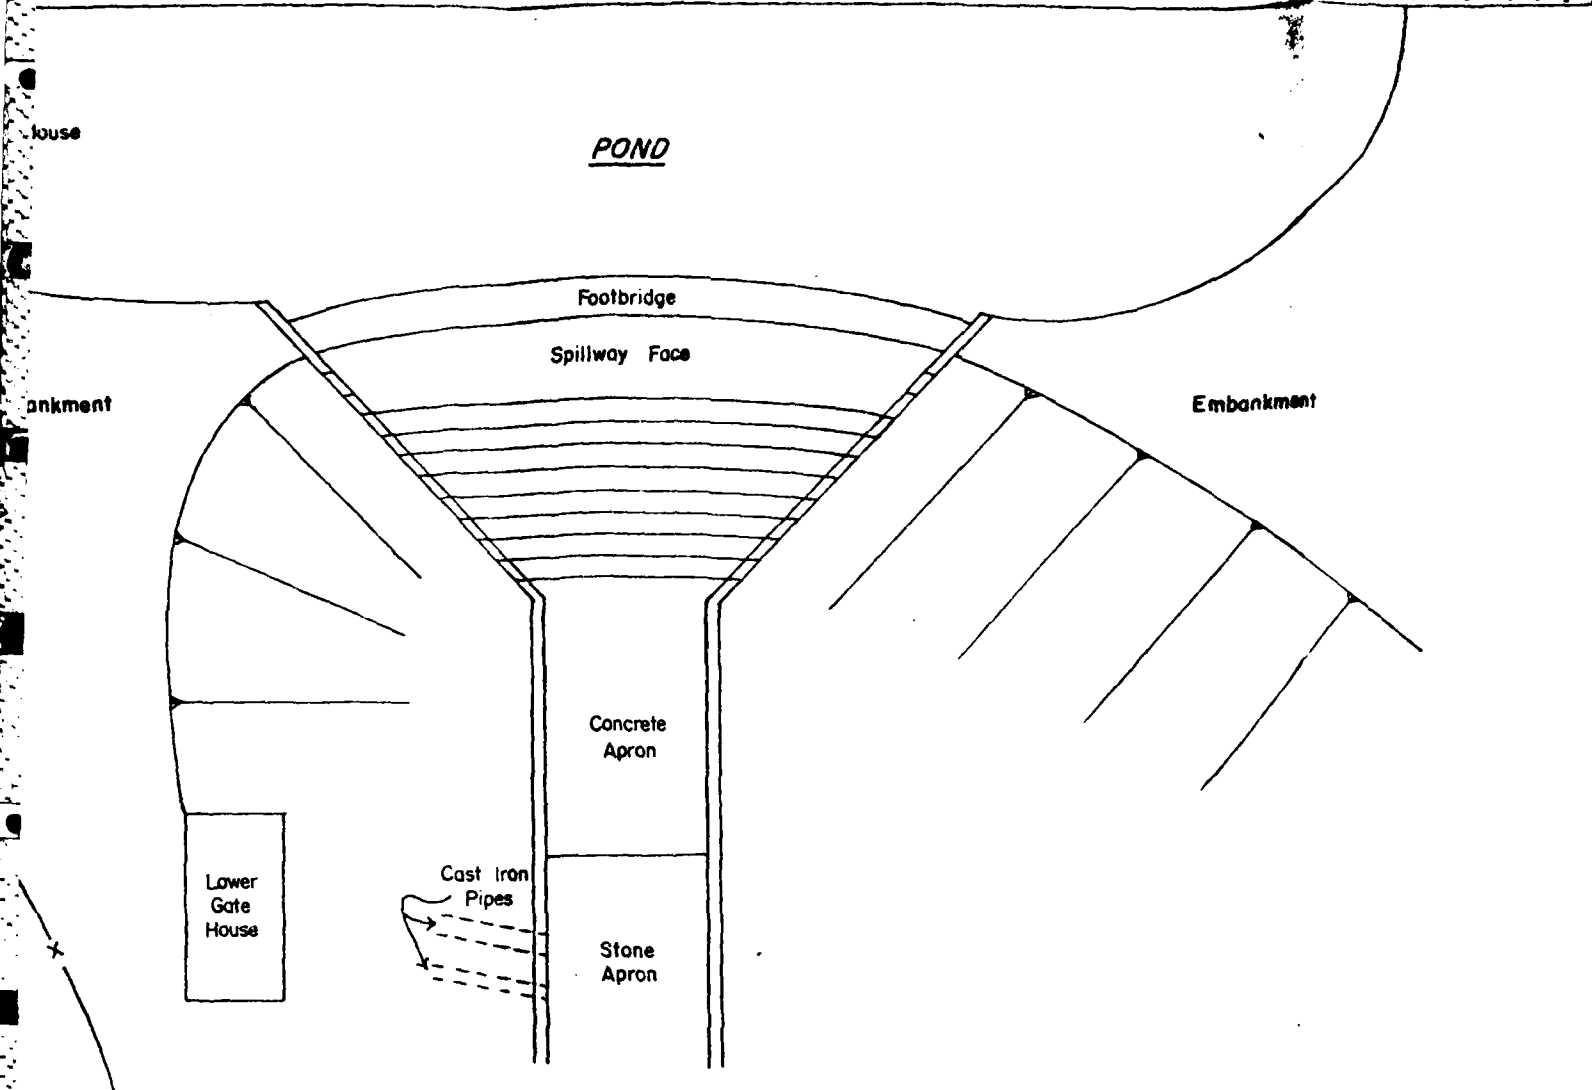 louse
POND
Footbridge
Spillway Face
ankment
Embankment
Concrete
Apron
Cast Iron
Pipes
Lower
Gate
House
Stone
Apron